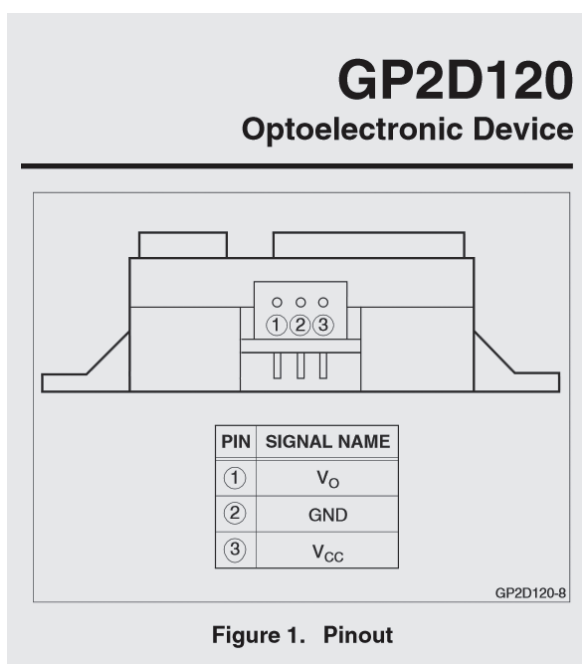 GP2D120
Optoelectronic Device
① ② ③
PIN SIGNAL NAME
① VO
② GND
③ VCC
GP2D120-8
Figure 1. Pinout